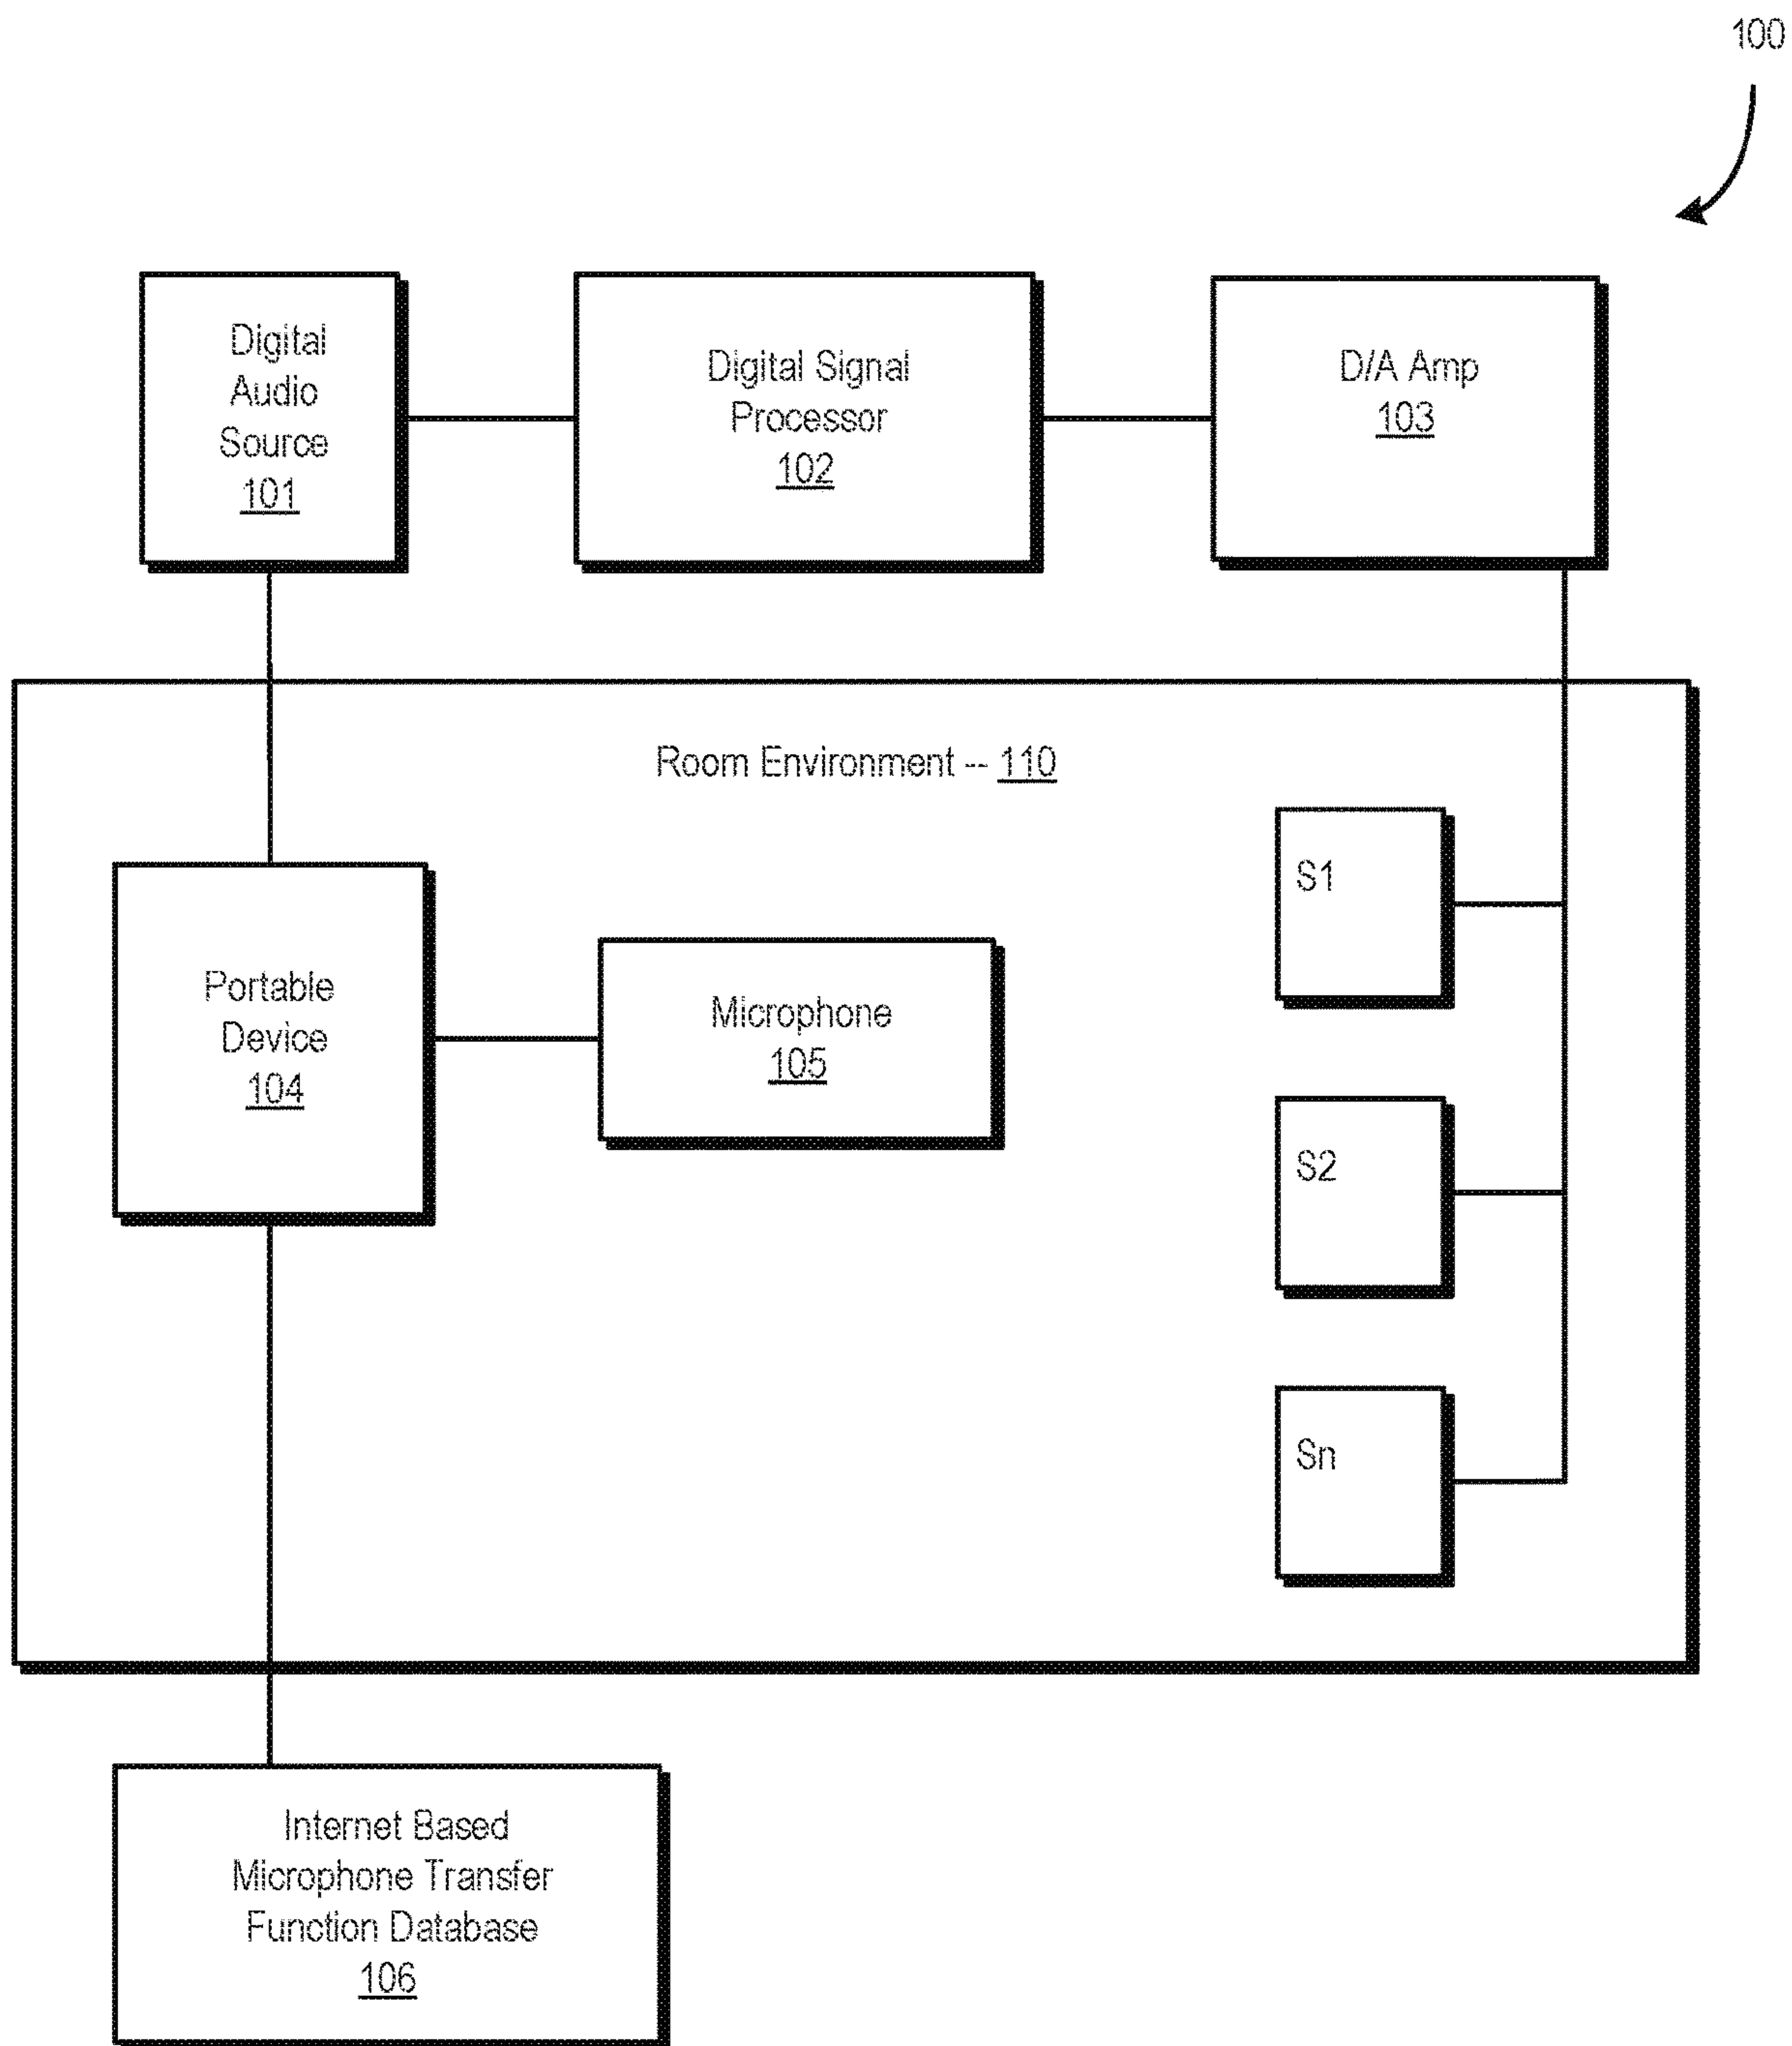 100
Digital
Audio
Source
101
Digital Signal
Processor
102
D/A Amp
103
Room Environment -- 110
Portable
Device
104
Microphone
105
S1
S2
Sn
Internet Based
Microphone Transfer
Function Database
106